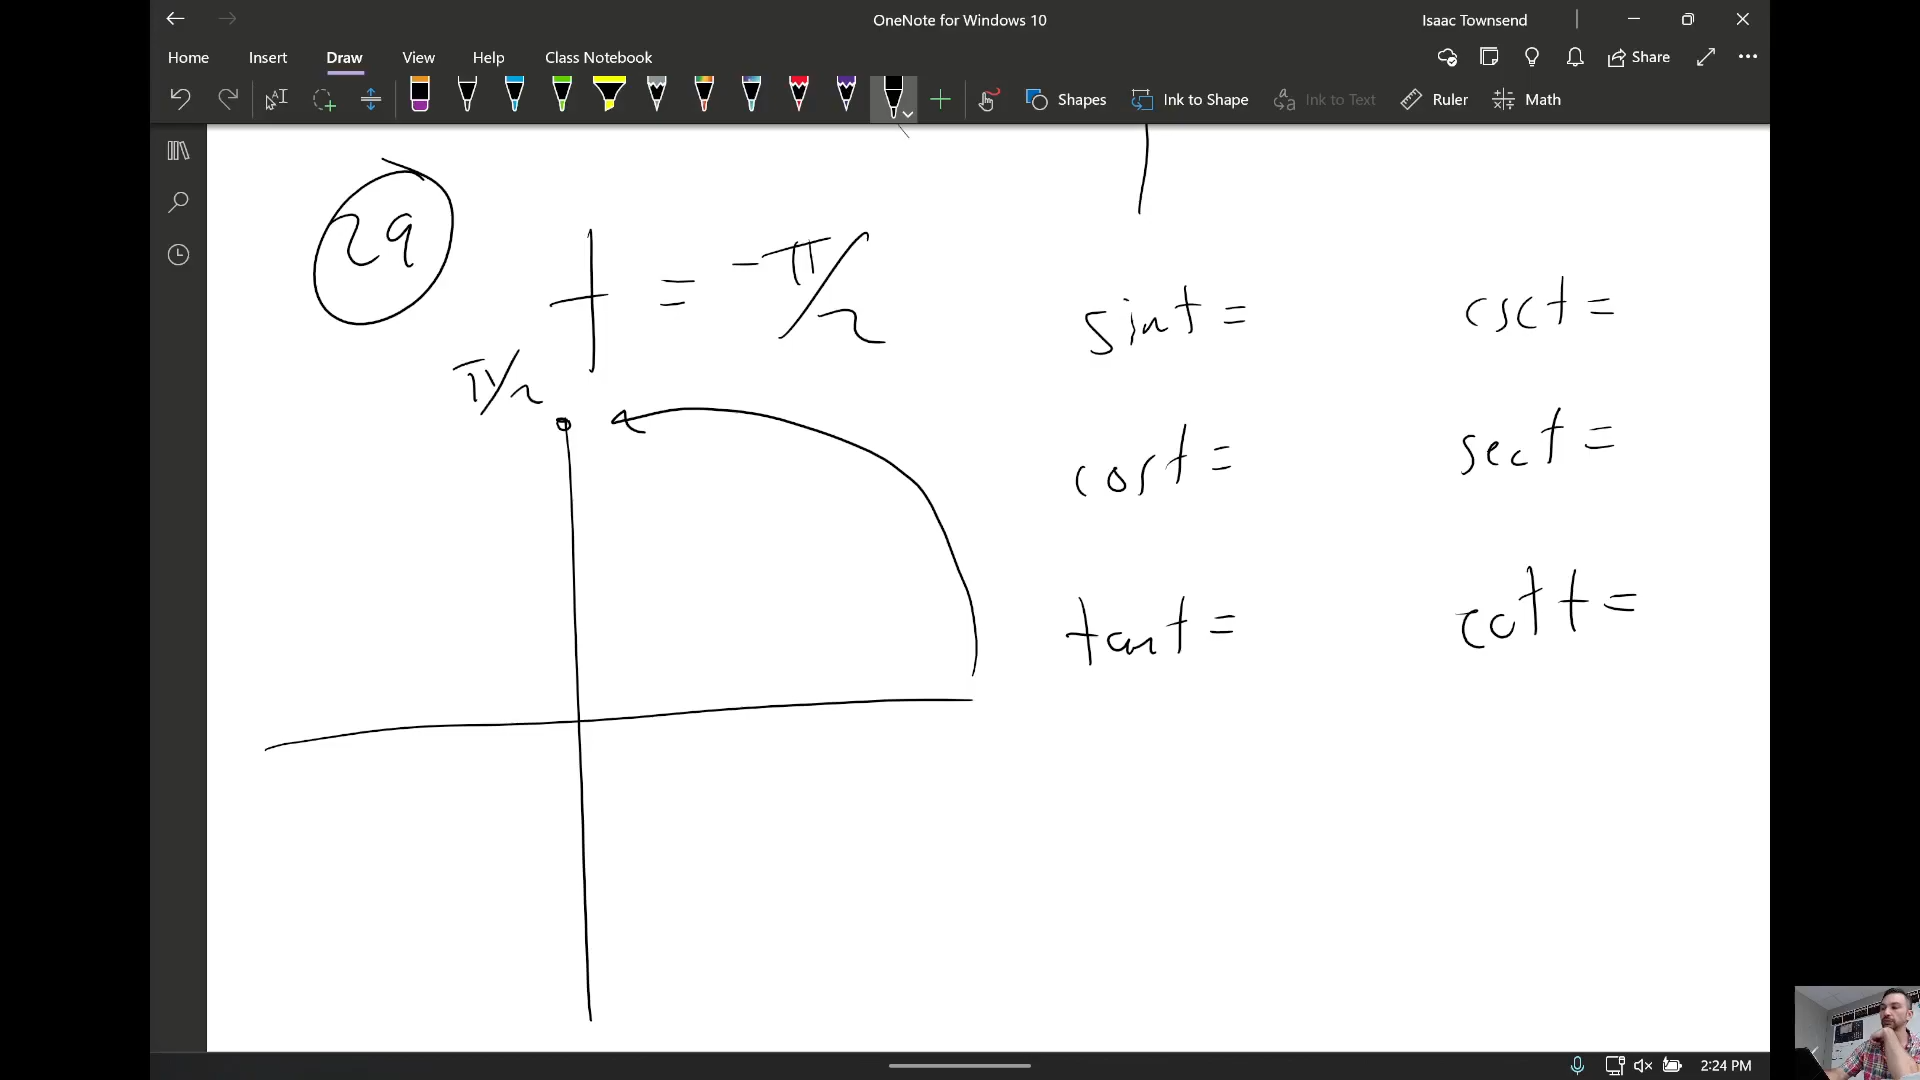 OneNote for Windows 10
Isaac Townsend
Home Insert Draw View Help Class Notebook
Share
Shapes Ink to Shape Ink to Text Ruler Math
29
t = -π/2
sin t = csc t =
π/2
cos t = sec t =
tan t = cot t =
2:24 PM